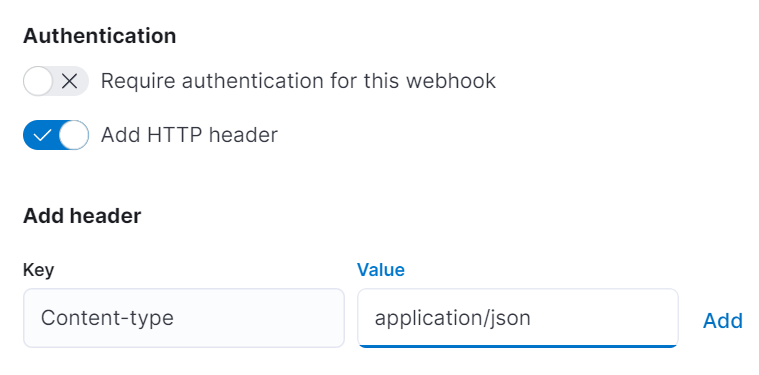 Authentication
Require authentication for this webhook
Add HTTP header
Add header
Key Value
Content-type application/json Add